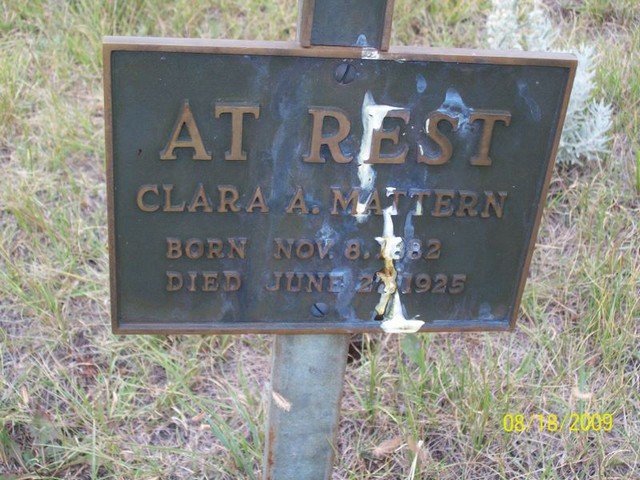 AT REST
CLARA A. MATTERN
BORN NOV. 8.
DIED JUNE 1925
08/18/2009